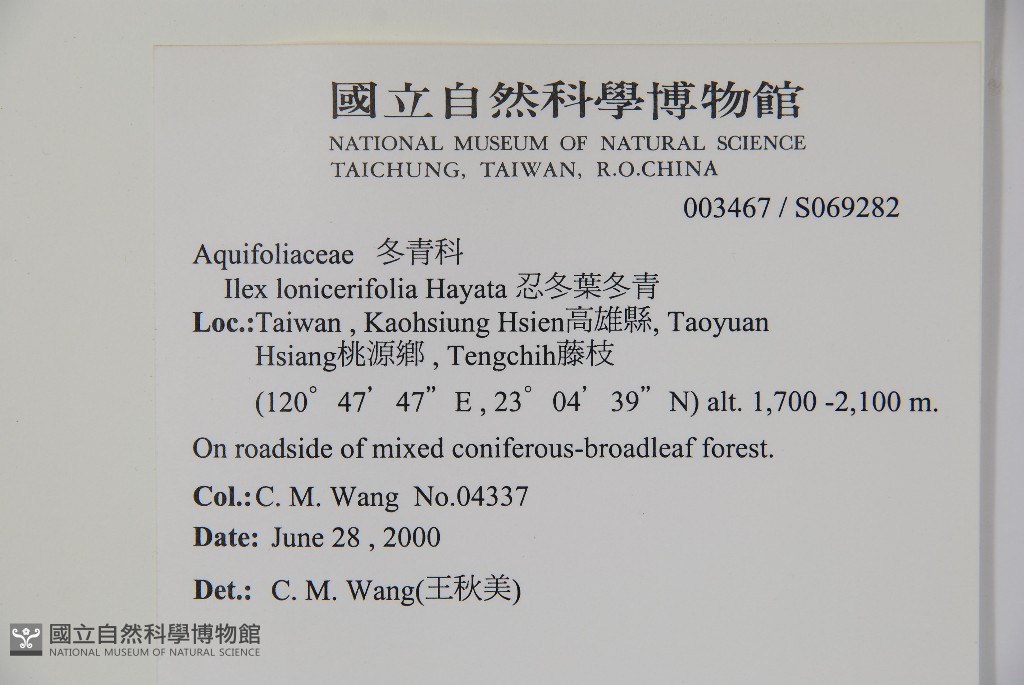 國立自然科學博物館
NATIONAL MUSEUM OF NATURAL SCIENCE
TAICHUNG, TAIWAN, R.O.CHINA
003467 / S069282
Aquifoliaceae 冬青科
Ilex lonicerifolia Hayata 忍冬葉冬青
Loc.:Taiwan , Kaohsiung Hsien高雄縣, Taoyuan
Hsiang桃源鄉 , Tengchih藤枝
(120° 47’ 47” E , 23° 04’ 39” N) alt. 1,700 -2,100 m.
On roadside of mixed coniferous-broadleaf forest.
Col.:C. M. Wang No.04337
Date: June 28 , 2000
Det.: C. M. Wang(王秋美)
國立自然科學博物館
NATIONAL MUSEUM OF NATURAL SCIENCE